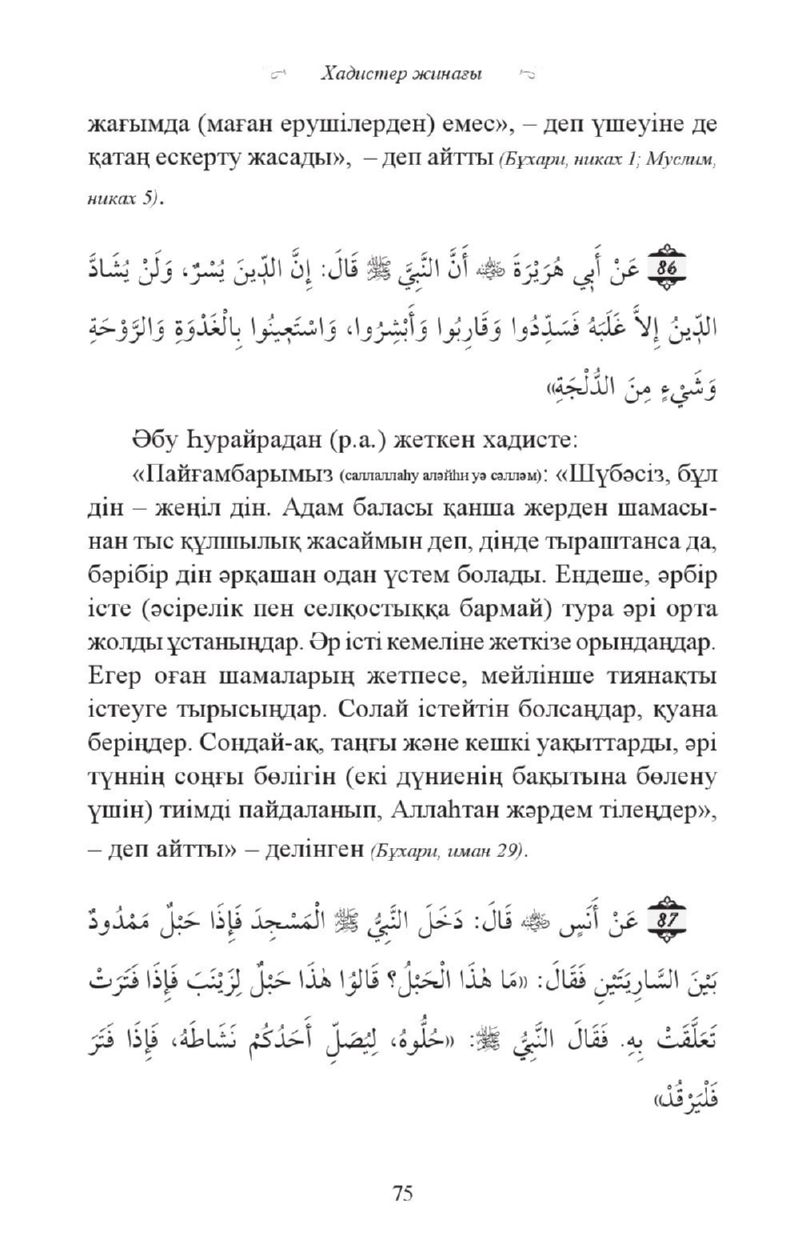 Хадистер жинағы
жағымда (маған ерушілерден) емес», – деп үшеуіне де
қатаң ескерту жасады», – деп айтты (Бұхари, никах 1; Муслим,
никах 5).
86 عَنْ أَبِي هُرَيْرَةَ ﷺ أَنَّ النَّبِيَّ ﷺ قَالَ: إِنَّ الدِّينَ يُسْرٌ، وَلَنْ يُشَادَّ
الدِّينُ إِلاَّ غَلَبَهُ فَسَدِّدُوا وَقَارِبُوا وَأَبْشِرُوا، وَاسْتَعِينُوا بِالْغَدْوَةِ وَالرَّوْحَةِ
وَشَيْءٍ مِنَ الدُّلْجَةِ»
Әбу Һурайрадан (р.а.) жеткен хадисте:
«Пайғамбарымыз (саллаллаһу аләйһи уә сәлләм): «Шүбәсіз, бұл
дін – жеңіл дін. Адам баласы қанша жерден шамасы-
нан тыс құлшылық жасаймын деп, дінде тыраштанса да,
бәрібір дін әрқашан одан үстем болады. Ендеше, әрбір
істе (әсірелік пен селқостыққа бармай) тура әрі орта
жолды ұстаныңдар. Әр істі кемеліне жеткізе орындаңдар.
Егер оған шамаларың жетпесе, мейлінше тиянақты
істеуге тырысыңдар. Солай істейтін болсаңдар, қуана
беріңдер. Сондай-ақ, таңғы және кешкі уақыттарды, әрі
түннің соңғы бөлігін (екі дүниенің бақытына бөлену
үшін) тиімді пайдаланып, Аллаһтан жәрдем тілеңдер»,
– деп айтты» – делінген (Бұхари, иман 29).
87 عَنْ أَنَسٍ قَالَ: دَخَلَ النَّبِيُّ ﷺ الْمَسْجِدَ فَإِذَا حَبْلٌ مَمْدُودٌ
بَيْنَ السَّارِيَتَيْنِ فَقَالَ: «مَا هٰذَا الْحَبْلُ؟ قَالُوا هٰذَا حَبْلٌ لِزَيْنَبَ فَإِذَا فَتَرَتْ
تَعَلَّقَتْ بِهِ. فَقَالَ النَّبِيُّ ﷺ: «حُلُّوهُ، لِيُصَلِّ أَحَدُكُمْ نَشَاطَهُ، فَإِذَا فَتَرَ
فَلْيَرْقُدْ»
75